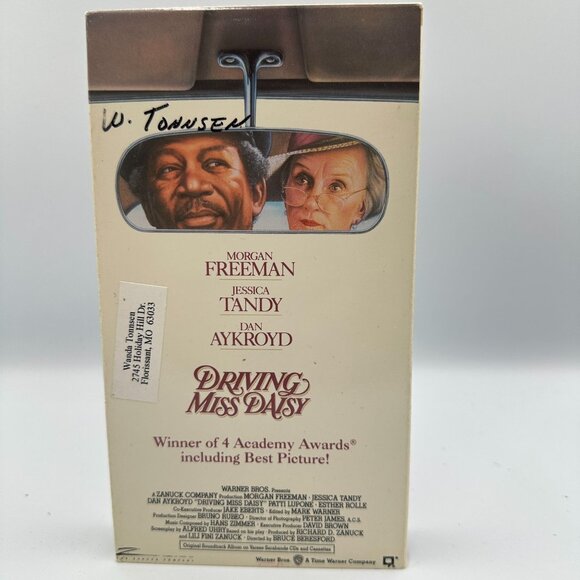 W. TONNSEN
MORGAN
FREEMAN
JESSICA
TANDY
DAN
AYKROYD
Wanda Tonnsen
2745 Holiday Hill Dr.
Florissant, MO 63033
DRIVING
MISS DAISY
Winner of 4 Academy Awards®
including Best Picture!
WARNER BROS. Presents
A ZANUCK COMPANY Production MORGAN FREEMAN · JESSICA TANDY
DAN AYKROYD "DRIVING MISS DAISY" PATTI LUPONE · ESTHER ROLLE
Co-Executive Producer JAKE EBERTS · Edited by MARK WARNER
Production Designer BRUNO RUBEO · Director of Photography PETER JAMES, A.C.S.
Music Composed by HANS ZIMMER · Executive Producer DAVID BROWN
Screenplay by ALFRED UHRY Based on his play · Produced by RICHARD D. ZANUCK
and LILI FINI ZANUCK · Directed by BRUCE BERESFORD
Original Soundtrack Album on Varese Sarabande CDs and Cassettes
Warner Bros. A Time Warner Company